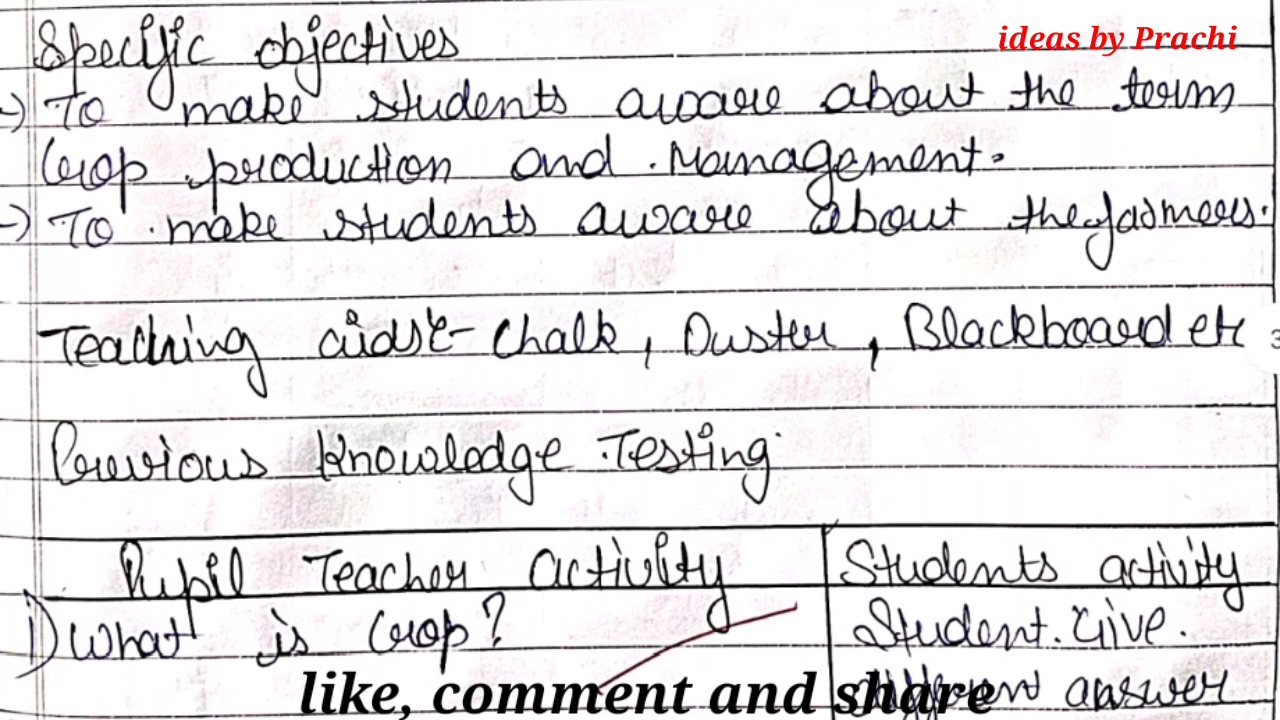 Specific objectives
ideas by Prachi
→) To make students aware about the term
Crop production and Management.
→) To make students aware about the farmers.
Teaching aids:- Chalk, Duster, Blackboard etc
Previous Knowledge Testing
Pupil Teacher activity
Students activity
1) What is Crop?
Student Give
different answer
like, comment and share